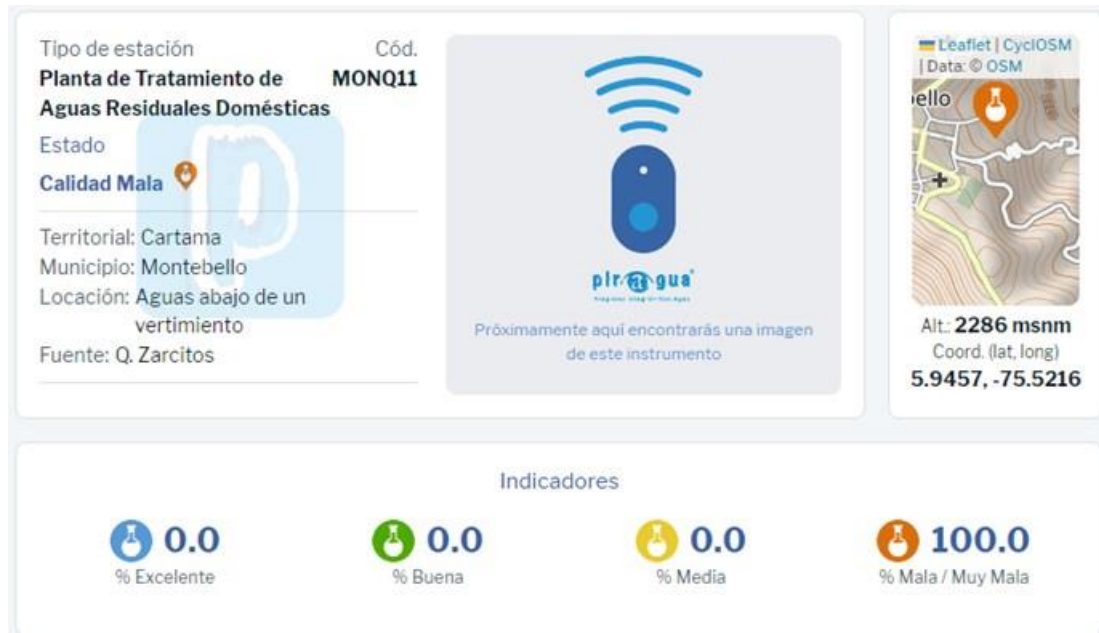 Tipo de estación Cód.
Planta de Tratamiento de MONQ11
Aguas Residuales Domésticas
Estado
Calidad Mala
Territorial: Cartama
Municipio: Montebello
Locación: Aguas abajo de un
vertimiento
Fuente: Q. Zarcitos
piragua
Próximamente aquí encontrarás una imagen
de este instrumento
Leaflet | CyclOSM
| Data: © OSM
ello
Alt.: 2286 msnm
Coord. (lat, long)
5.9457, -75.5216
Indicadores
0.0 0.0 0.0 100.0
% Excelente % Buena % Media % Mala / Muy Mala